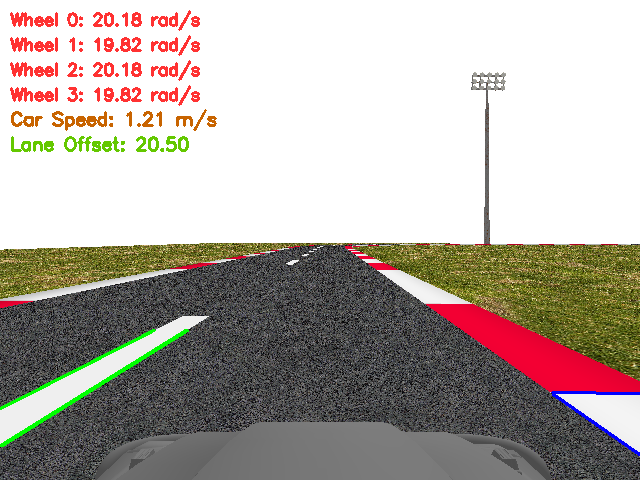 Wheel 0: 20.18 rad/s
Wheel 1: 19.82 rad/s
Wheel 2: 20.18 rad/s
Wheel 3: 19.82 rad/s
Car Speed: 1.21 m/s
Lane Offset: 20.50